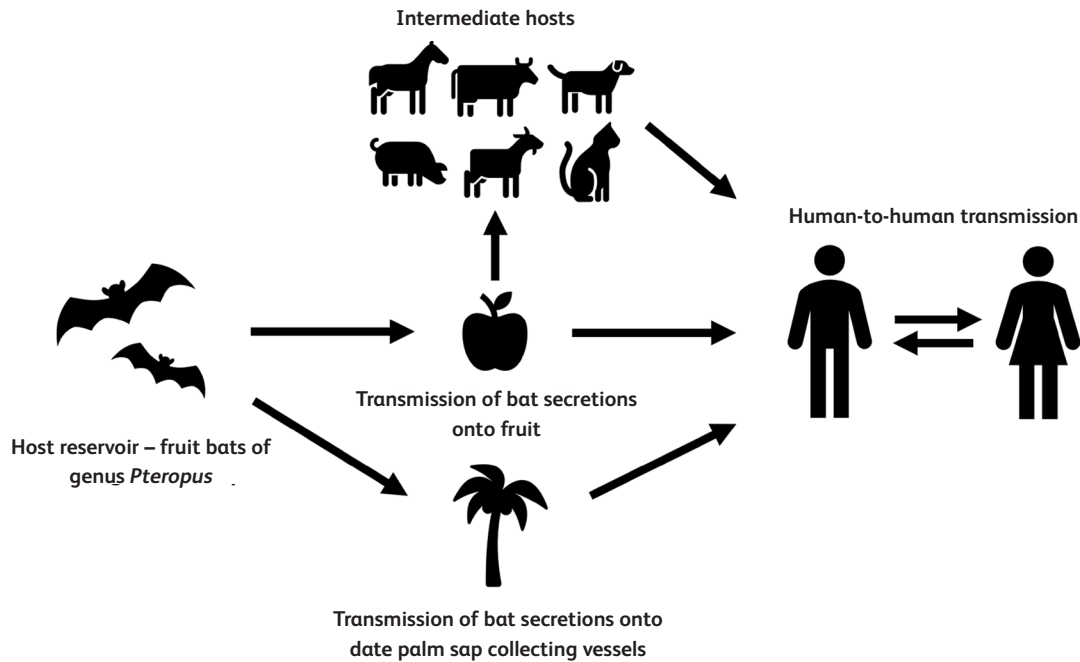 Intermediate hosts
Human-to-human transmission
Transmission of bat secretions
onto fruit
Host reservoir – fruit bats of
genus Pteropus
Transmission of bat secretions onto
date palm sap collecting vessels